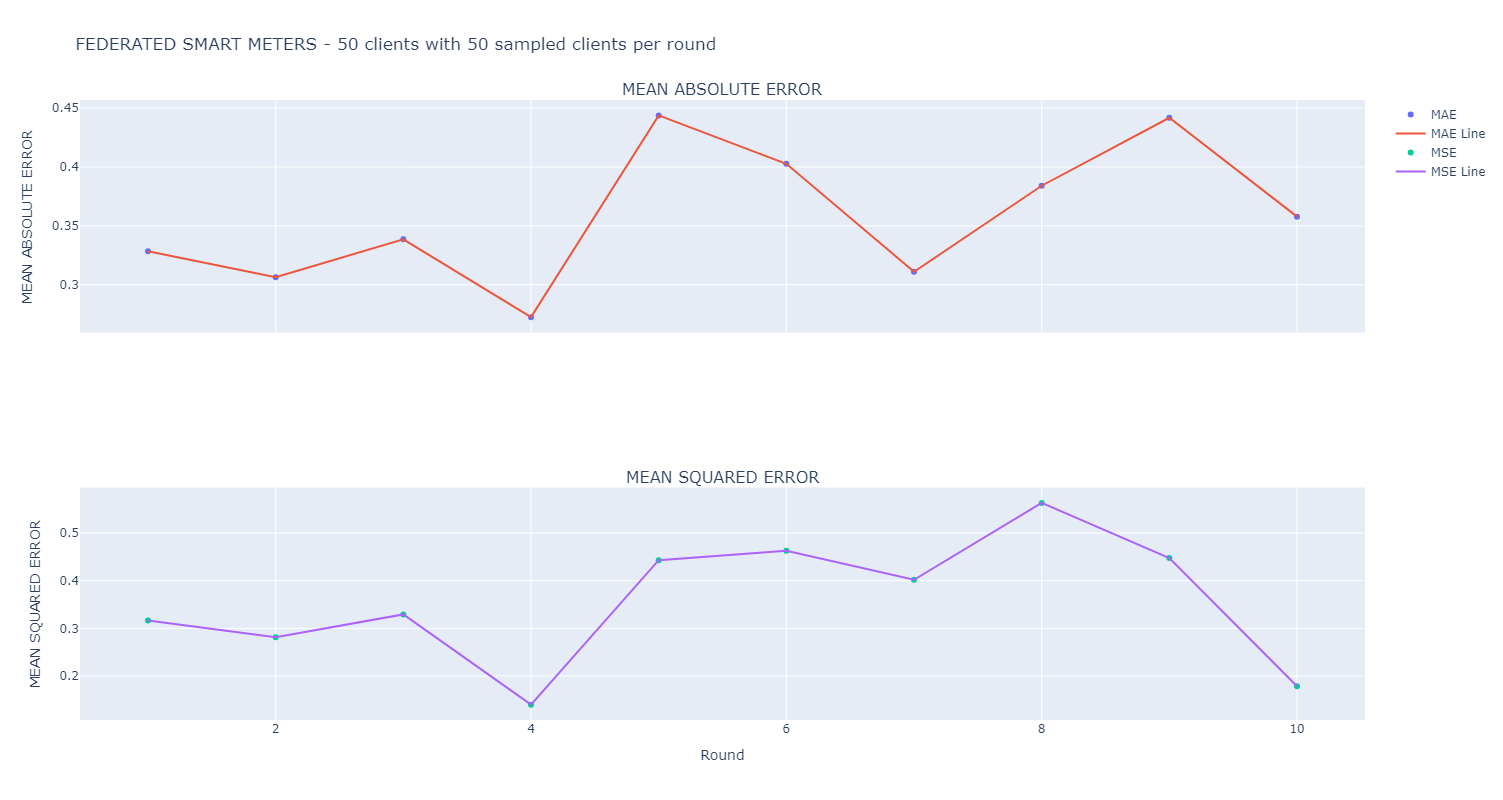 FEDERATED SMART METERS - 50 clients with 50 sampled clients per round
MEAN ABSOLUTE ERROR
MEAN ABSOLUTE ERROR
0.45
0.4
0.35
0.3
MAE
MAE Line
MSE
MSE Line
MEAN SQUARED ERROR
MEAN SQUARED ERROR
0.5
0.4
0.3
0.2
2 4 6 8 10
Round